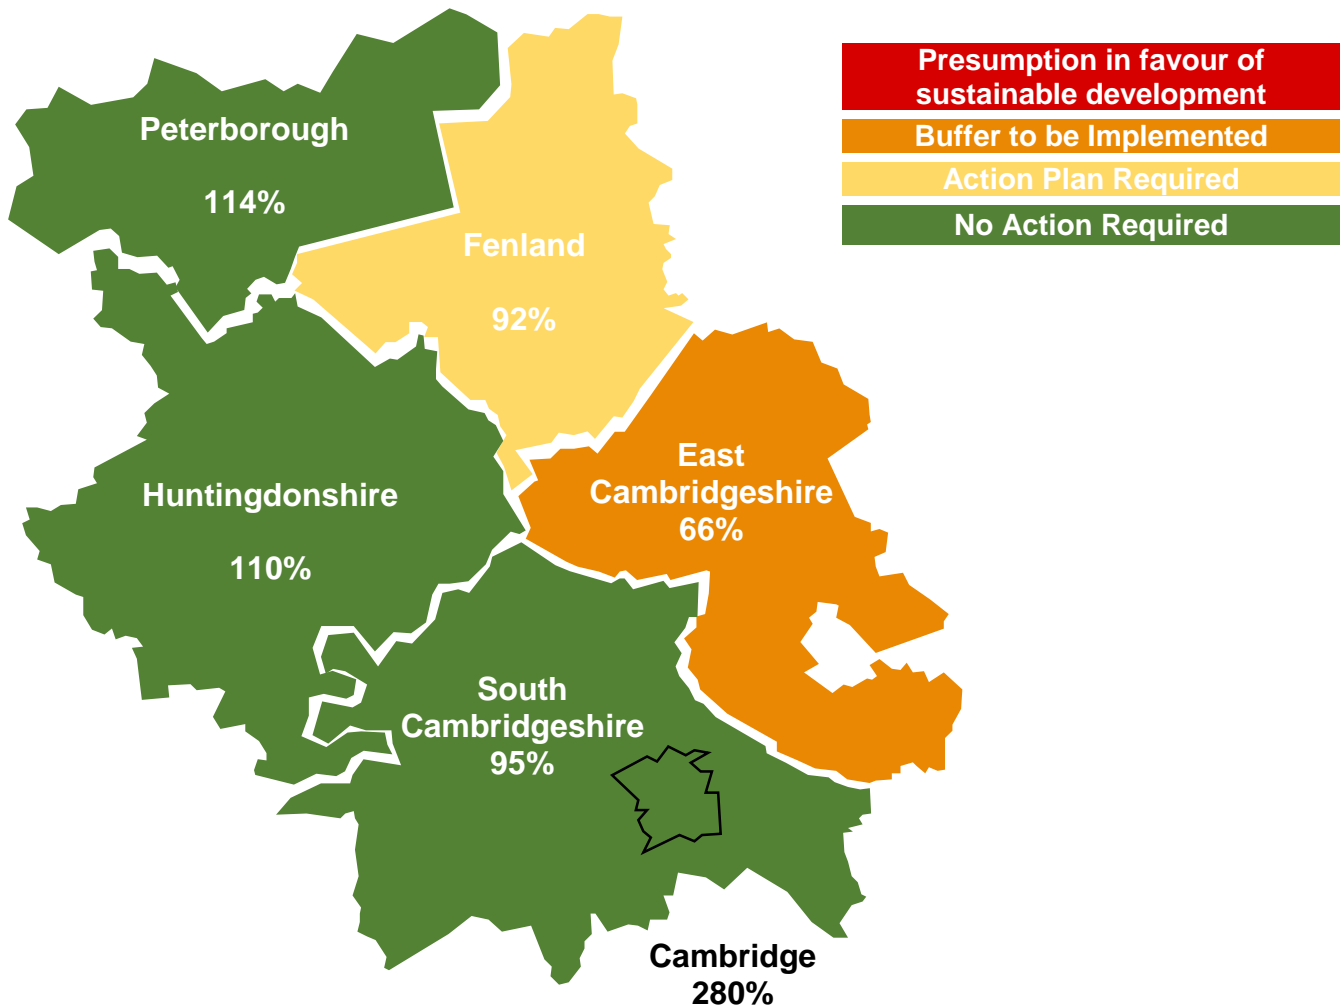 Presumption in favour of
sustainable development
Buffer to be Implemented
Action Plan Required
No Action Required
Peterborough
114%
Fenland
92%
East
Cambridgeshire
66%
Huntingdonshire
110%
South
Cambridgeshire
95%
Cambridge
280%